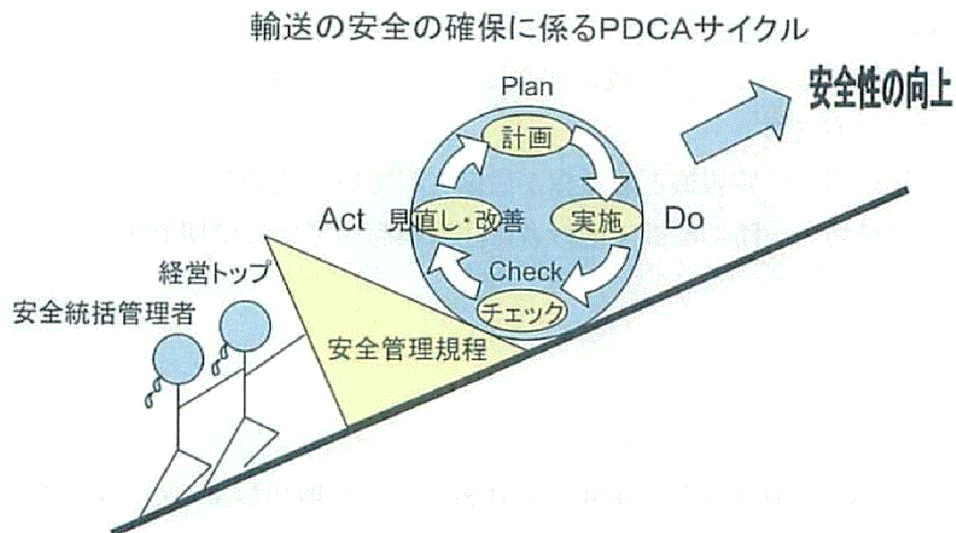 輸送の安全の確保に係るPDCAサイクル
安全性の向上
Plan
計画
Act
見直し・改善
実施
Do
Check
チェック
経営トップ
安全統括管理者
安全管理規程